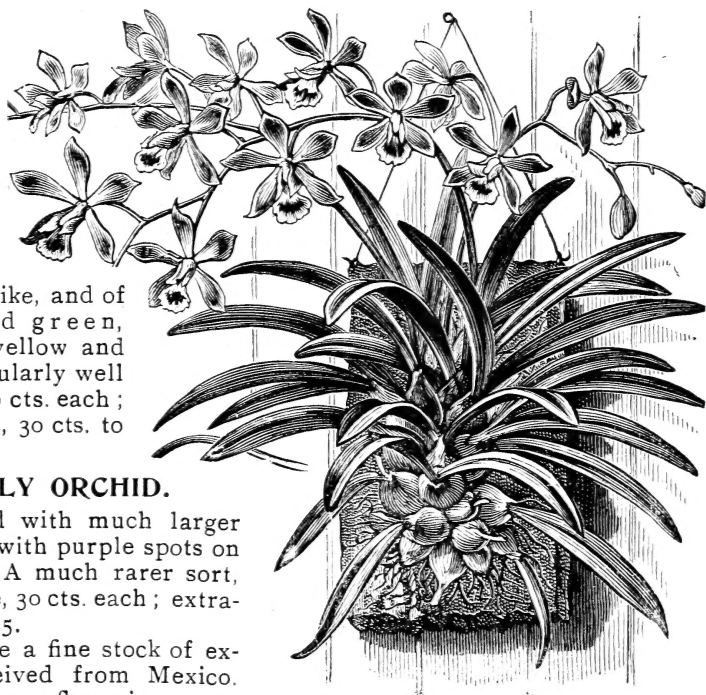 ike, and of
d green,
yellow and
ularly well
cts. each;
, 30 cts. to
LY ORCHID.
d with much larger
with purple spots on
A much rarer sort,
, 30 cts. each; extra-
5.
e a fine stock of ex-
eived from Mexico.